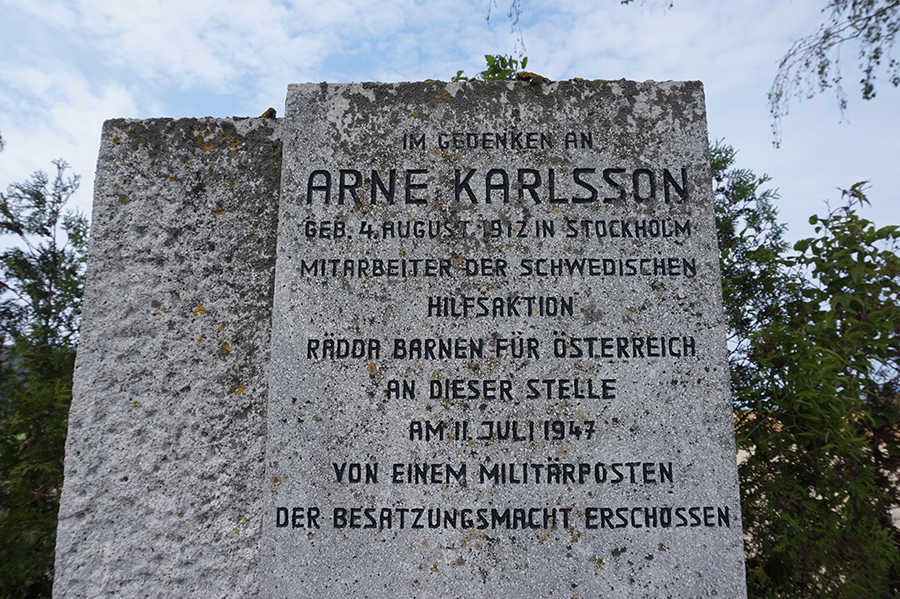 IM GEDENKEN AN
ARNE KARLSSON
GEB. 4. AUGUST 1912 IN STOCKHOLM
MITARBEITER DER SCHWEDISCHEN
HILFSAKTION
RÄDDA BARNEN FÜR ÖSTERREICH
AN DIESER STELLE
AM 11. JULI 1947
VON EINEM MILITÄRPOSTEN
DER BESATZUNGSMACHT ERSCHOSSEN